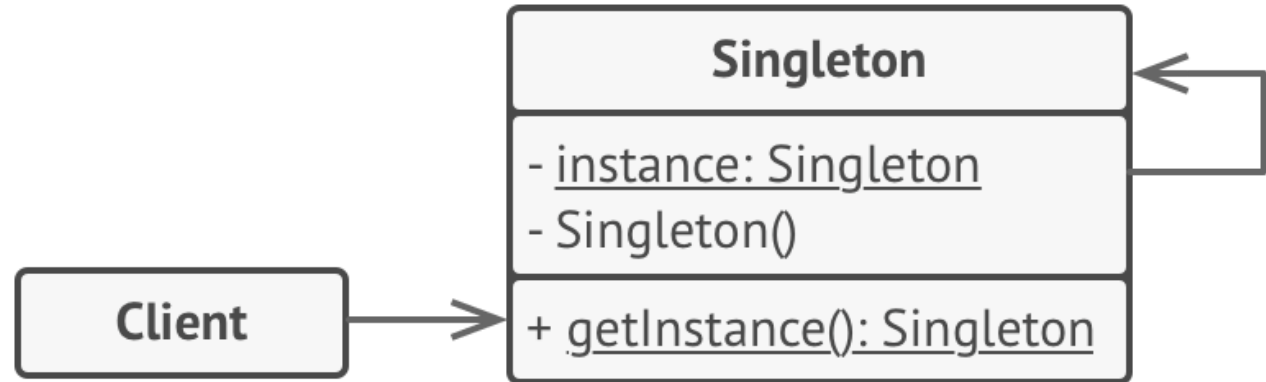 Singleton
- instance: Singleton
- Singleton()
Client
+ getInstance(): Singleton